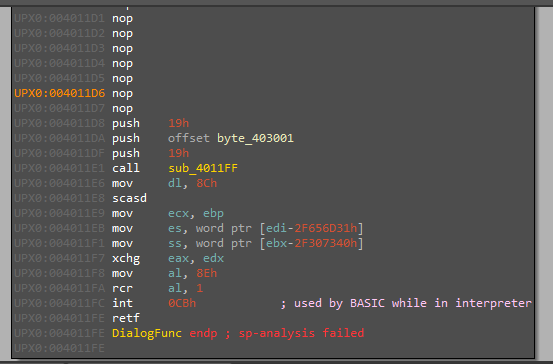 UPX0:004011D1 nop
UPX0:004011D2 nop
UPX0:004011D3 nop
UPX0:004011D4 nop
UPX0:004011D5 nop
UPX0:004011D6 nop
UPX0:004011D7 nop
UPX0:004011D8 push 19h
UPX0:004011DA push offset byte_403001
UPX0:004011DF push 19h
UPX0:004011E1 call sub_4011FF
UPX0:004011E6 mov dl, 8Ch
UPX0:004011E8 scasd
UPX0:004011E9 mov ecx, ebp
UPX0:004011EB mov es, word ptr [edi-2F656D31h]
UPX0:004011F1 mov ss, word ptr [ebx-2F307340h]
UPX0:004011F7 xchg eax, edx
UPX0:004011F8 mov al, 8Eh
UPX0:004011FA rcr al, 1
UPX0:004011FC int 0CBh ; used by BASIC while in interpreter
UPX0:004011FE retf
UPX0:004011FE DialogFunc endp ; sp-analysis failed
UPX0:004011FE